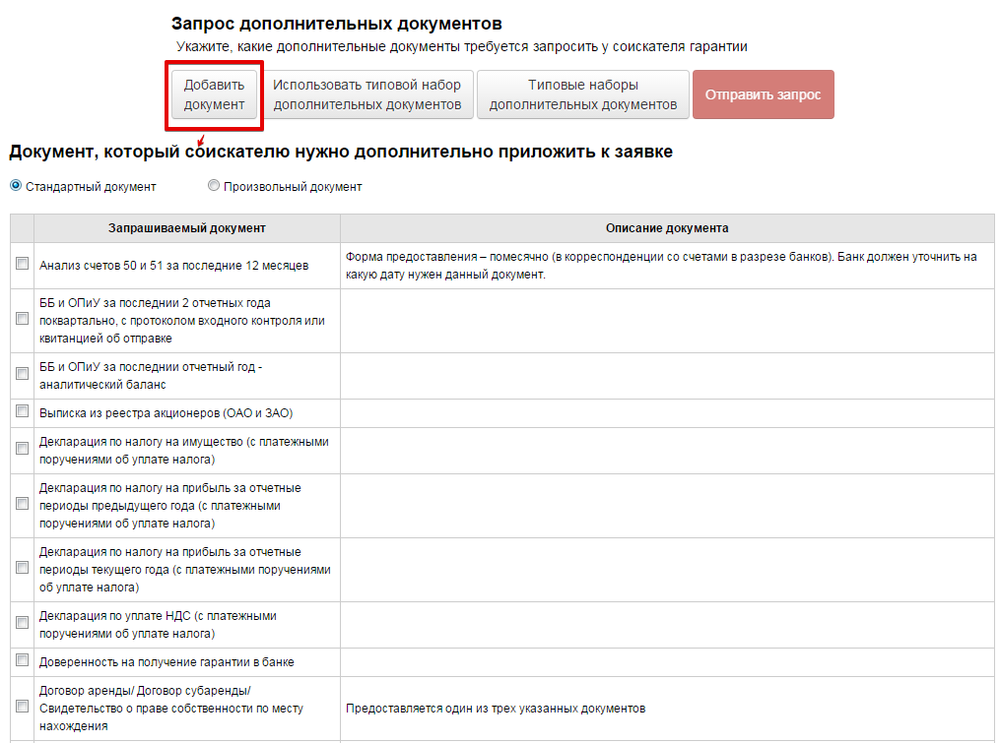 Запрос дополнительных документов
Укажите, какие дополнительные документы требуется запросить у соискателя гарантии
Добавить
документ
Использовать типовой набор
дополнительных документов
Типовые наборы
дополнительных документов
Отправить запрос
Документ, который соискателю нужно дополнительно приложить к заявке
Стандартный документ
Произвольный документ
Запрашиваемый документ
Описание документа
Анализ счетов 50 и 51 за последние 12 месяцев
Форма предоставления – помесячно (в корреспонденции со счетами в разрезе банков). Банк должен уточнить на
какую дату нужен данный документ.
ББ и ОПиУ за последнии 2 отчетных года
поквартально, с протоколом входного контроля или
квитанцией об отправке
ББ и ОПиУ за последнии отчетный год -
аналитический баланс
Выписка из реестра акционеров (ОАО и ЗАО)
Декларация по налогу на имущество (с платежными
поручениями об уплате налога)
Декларация по налогу на прибыль за отчетные
периоды предыдущего года (с платежными
поручениями об уплате налога)
Декларация по налогу на прибыль за отчетные
периоды текущего года (с платежными поручениями
об уплате налога)
Декларация по уплате НДС (с платежными
поручениями об уплате налога)
Доверенность на получение гарантии в банке
Договор аренды/ Договор субаренды/
Свидетельство о праве собственности по месту
нахождения
Предоставляется один из трех указанных документов